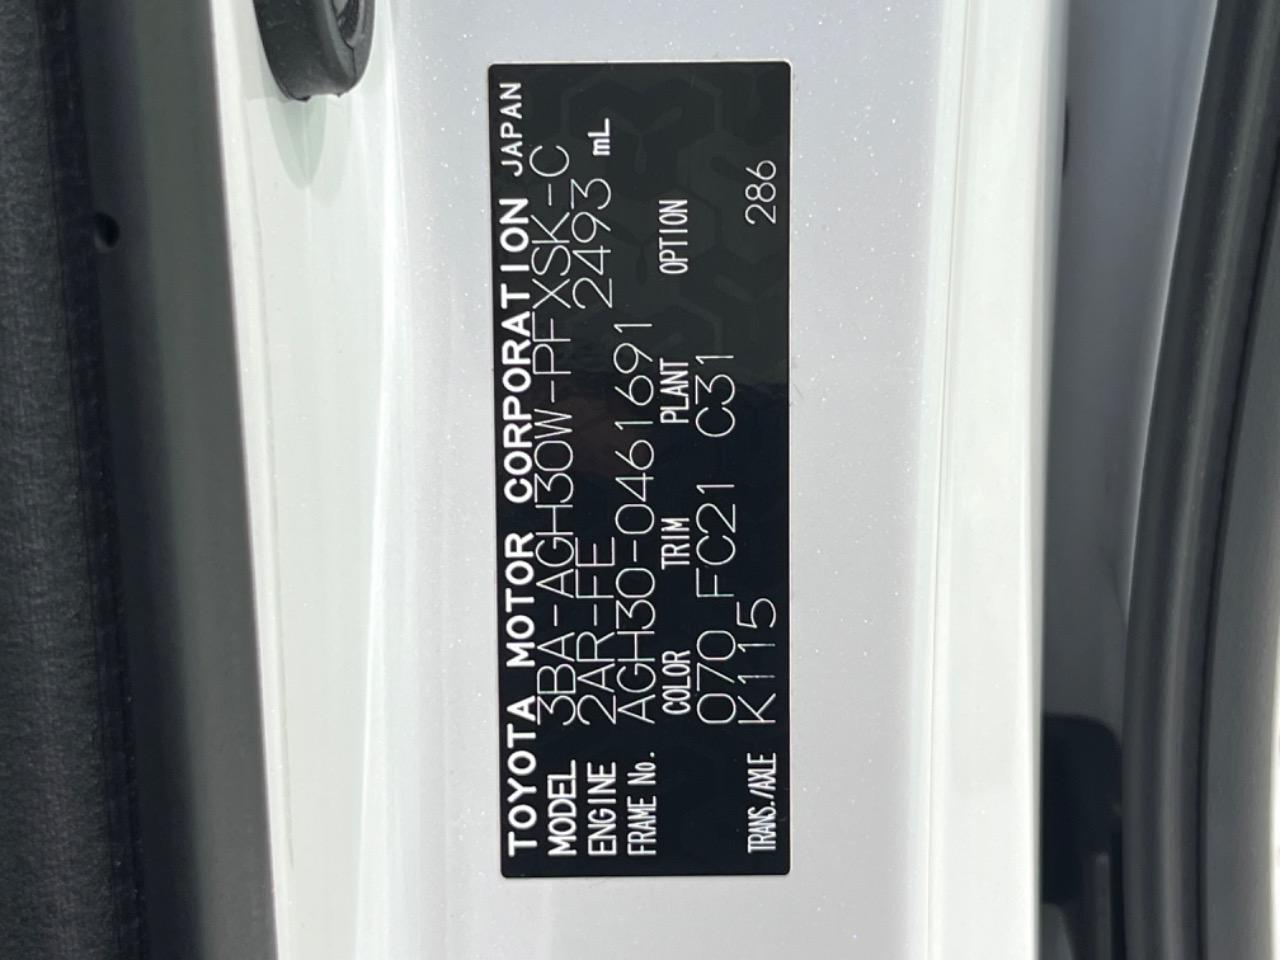 TOYOTA MOTOR CORPORATION JAPAN
MODEL 3BA-AGH30W-PFXSK-C
ENGINE 2AR-FE 2493 mL
FRAME No. AGH30-0461691
COLOR TRIM PLANT OPTION
070 FC21 C31
TRANS./AXLE K115 286